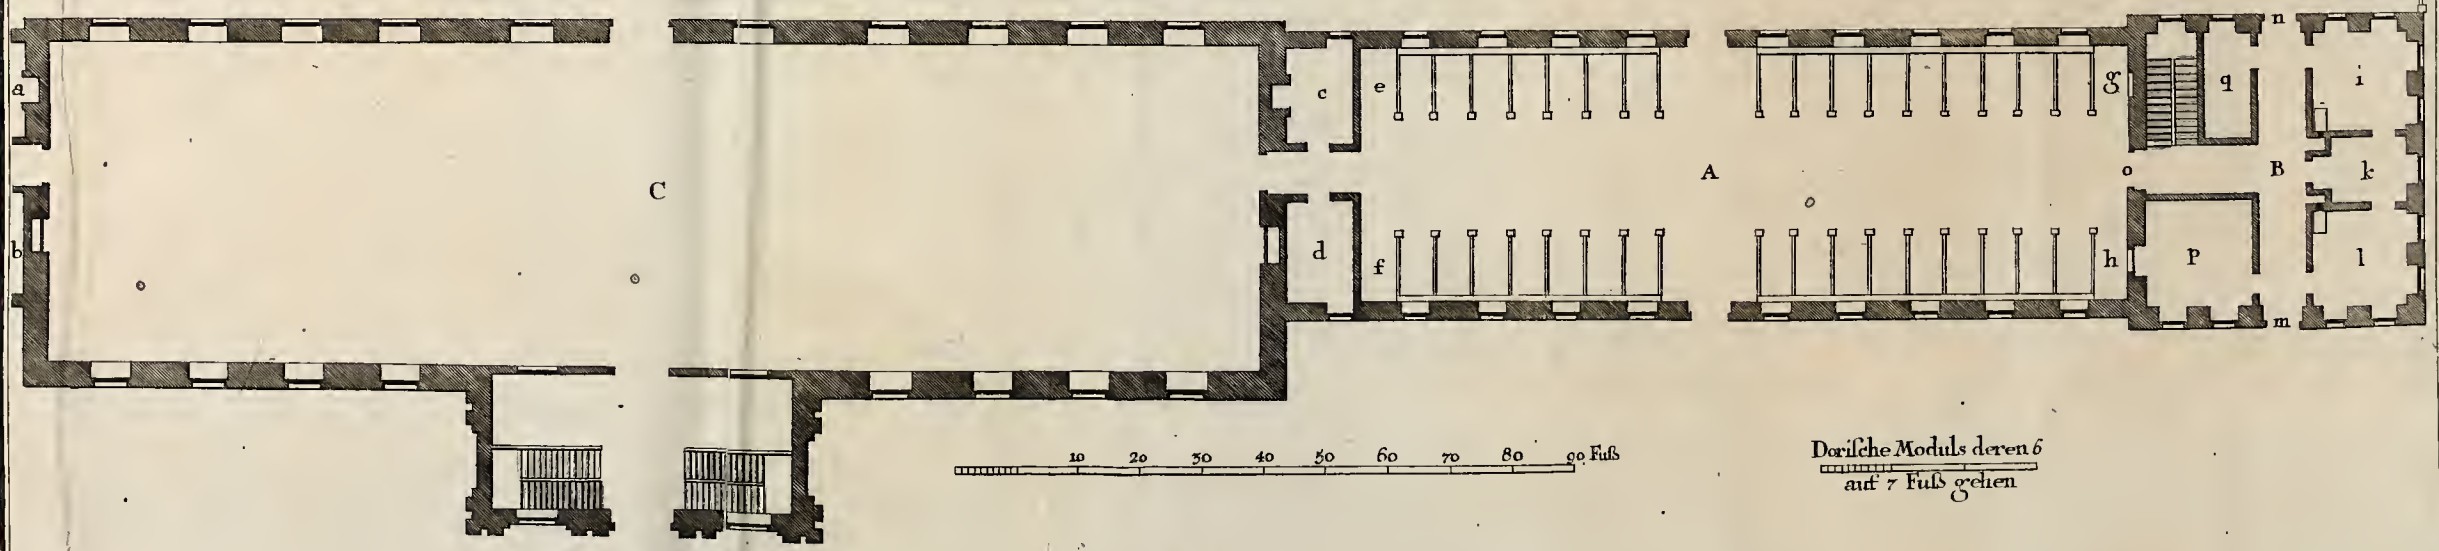 n
a
c
e
g
q
i
C
A
o
B
k
b
d
f
h
p
l
m
10 20 30 40 50 60 70 80 90 Fuß
Dorische Moduls deren 6
auf 7 Fuß gehen